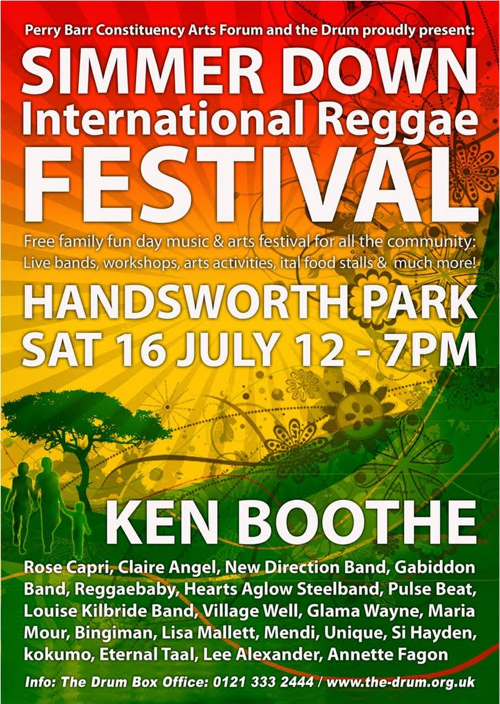 Perry Barr Constituency Arts Forum and the Drum proudly present:
SIMMER DOWN
International Reggae
FESTIVAL
Free family fun day music & arts festival for all the community:
Live bands, workshops, arts activities, ital food stalls & much more!
HANDSWORTH PARK
SAT 16 JULY 12 - 7PM
KEN BOOTHE
Rose Capri, Claire Angel, New Direction Band, Gabiddon
Band, Reggaebaby, Hearts Aglow Steelband, Pulse Beat,
Louise Kilbride Band, Village Well, Glama Wayne, Maria
Mour, Bingiman, Lisa Mallett, Mendi, Unique, Si Hayden,
kokumo, Eternal Taal, Lee Alexander, Annette Fagon
Info: The Drum Box Office: 0121 333 2444 / www.the-drum.org.uk